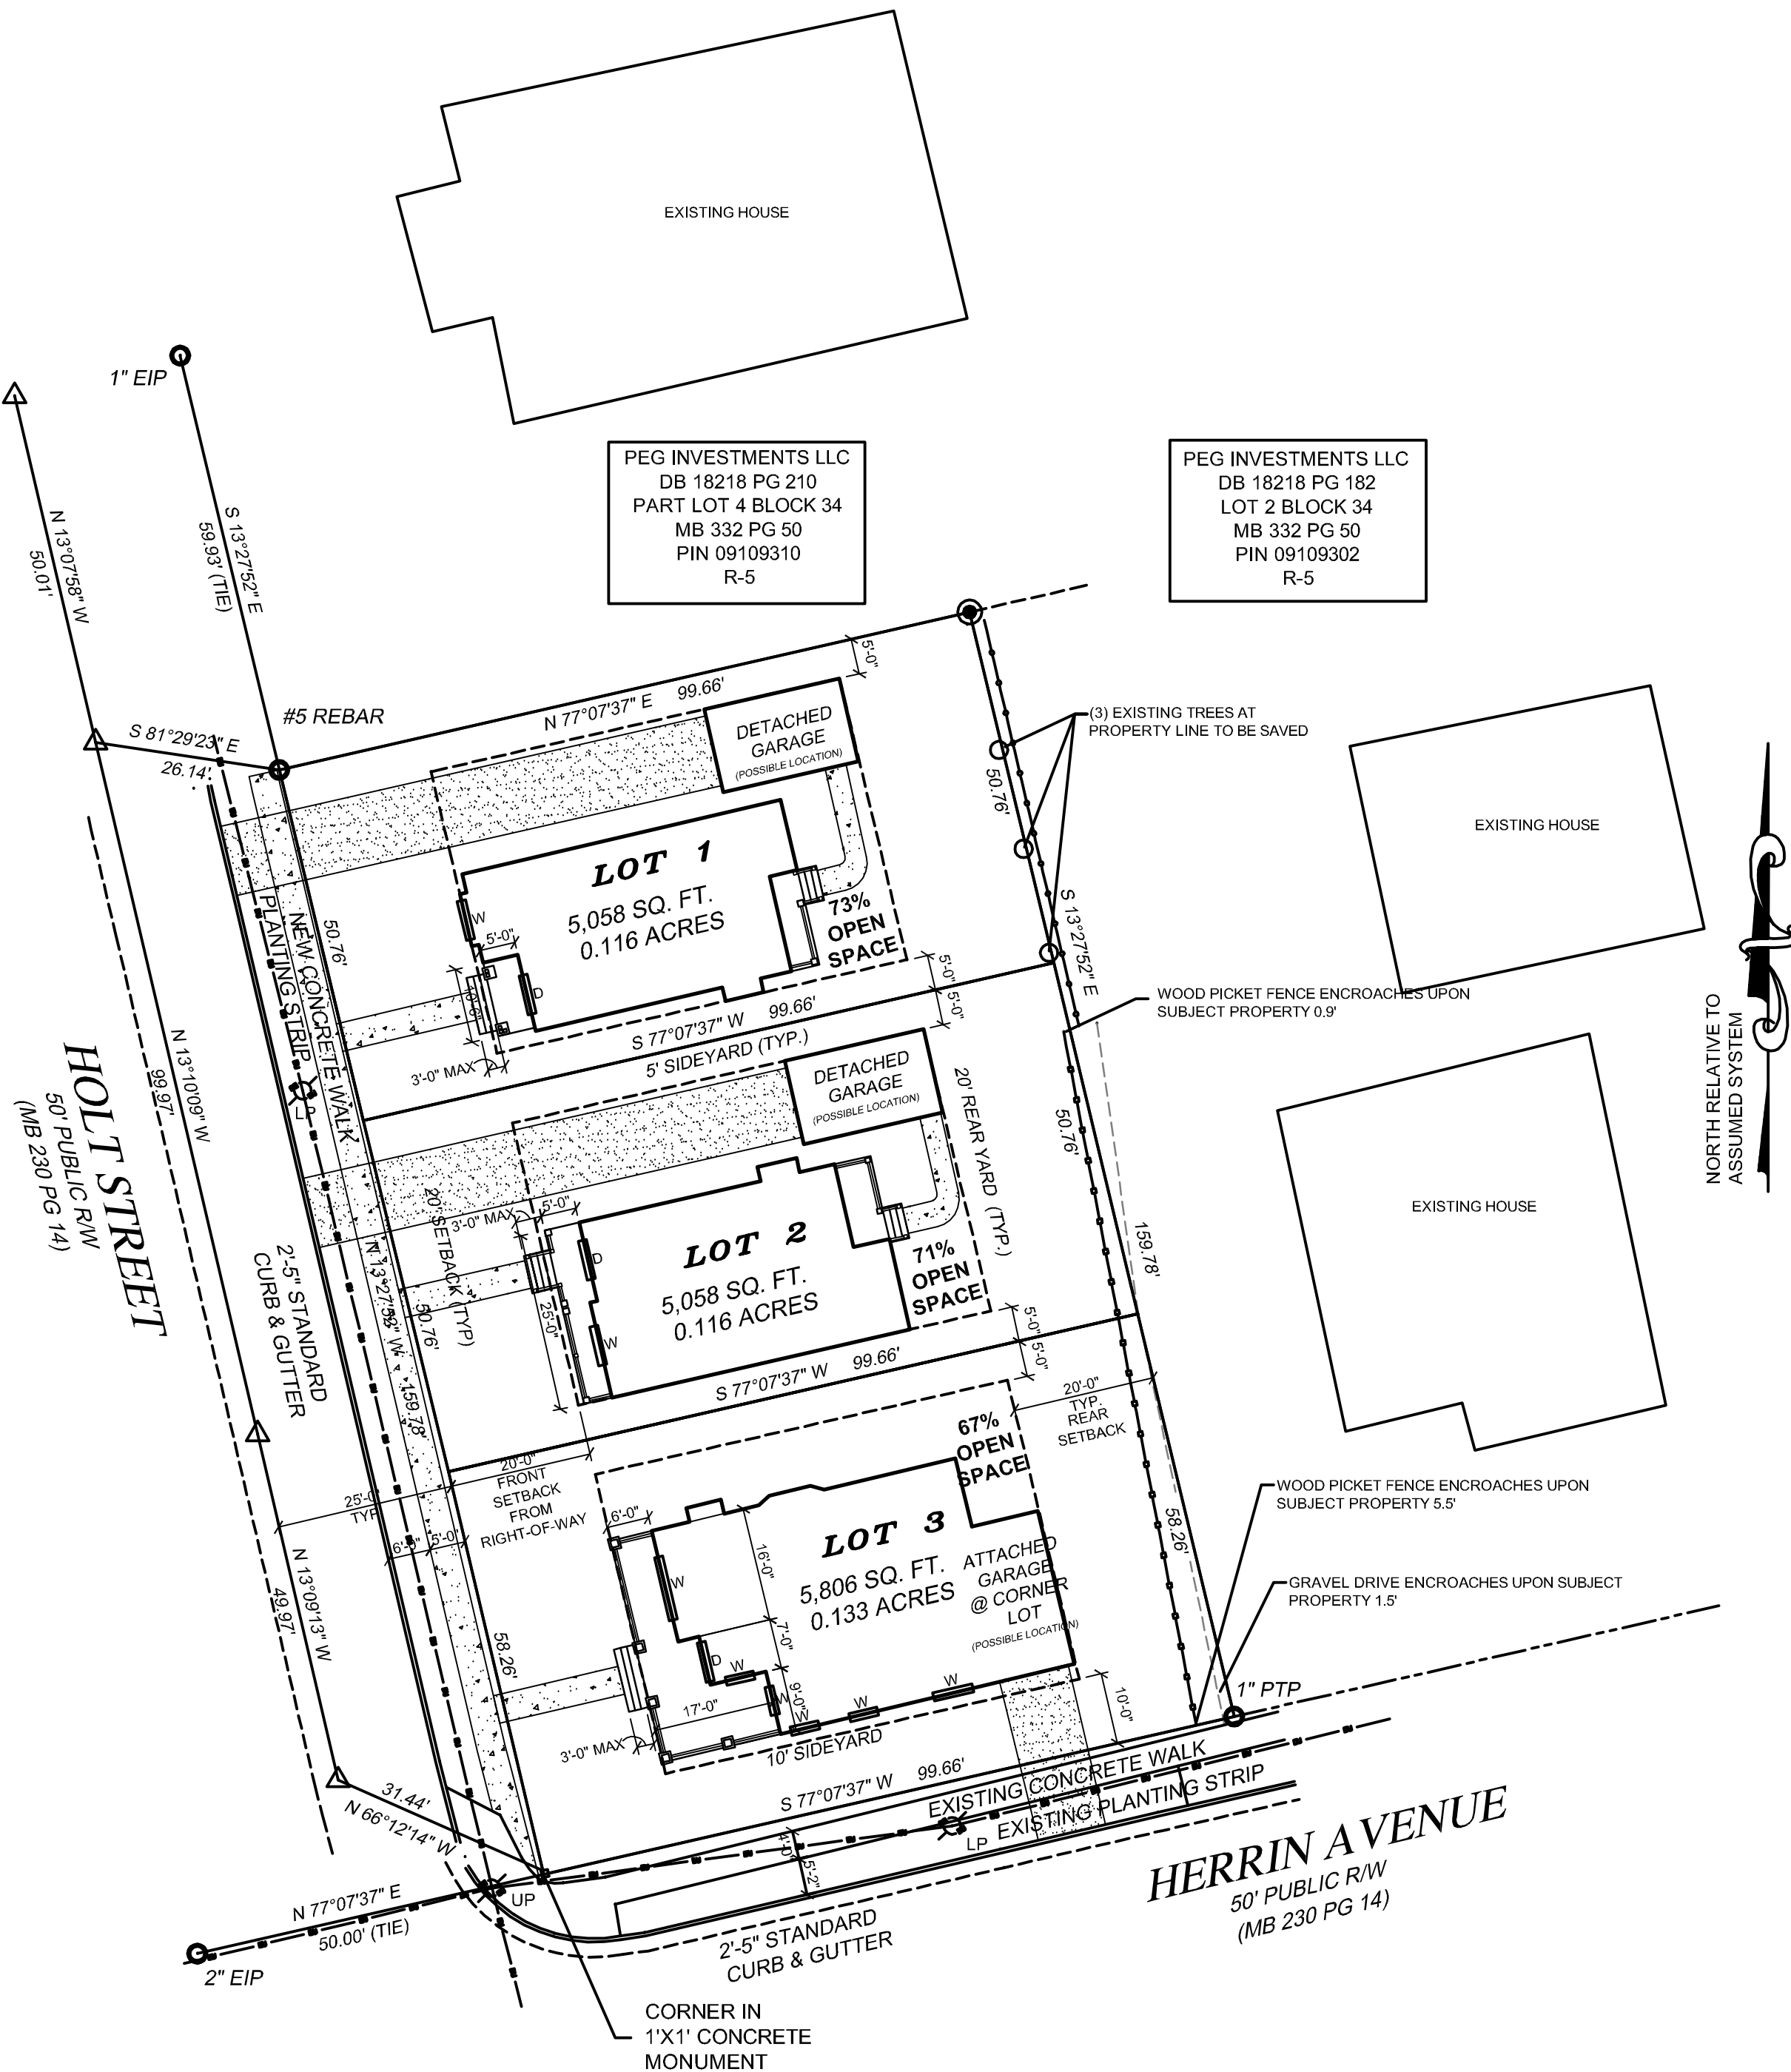 EXISTING HOUSE
1" EIP
PEG INVESTMENTS LLC
DB 18218 PG 210
PART LOT 4 BLOCK 34
MB 332 PG 50
PIN 09109310
R-5
PEG INVESTMENTS LLC
DB 18218 PG 182
LOT 2 BLOCK 34
MB 332 PG 50
PIN 09109302
R-5
N 13°07'58" W
50.01'
S 13°27'52" E
59.93' (TIE)
#5 REBAR
S 81°29'23" E
26.14'
N 77°07'37" E 99.66'
5'-0"
DETACHED
GARAGE
(POSSIBLE LOCATION)
(3) EXISTING TREES AT
PROPERTY LINE TO BE SAVED
50.76'
S 13°27'52" E
EXISTING HOUSE
LOT 1
5,058 SQ. FT.
0.116 ACRES
73%
OPEN
SPACE
W
5'-0"
10'-6"
D
3'-0" MAX
PLANTING STRIP
NEW CONCRETE WALK
50.76'
LP
5'-0"
5'-0"
S 77°07'37" W 99.66'
5' SIDEYARD (TYP.)
WOOD PICKET FENCE ENCROACHES UPON
SUBJECT PROPERTY 0.9'
NORTH RELATIVE TO
ASSUMED SYSTEM
HOLT STREET
50' PUBLIC R/W
(MB 230 PG 14)
N 13°10'09" W
99.97'
DETACHED
GARAGE
(POSSIBLE LOCATION)
20' REAR YARD (TYP.)
50.76'
159.78'
EXISTING HOUSE
20' SETBACK (TYP)
3'-0" MAX
5'-0"
D
W
25'-0"
LOT 2
5,058 SQ. FT.
0.116 ACRES
71%
OPEN
SPACE
2'-5" STANDARD
CURB & GUTTER
N 13°27'52" W
159.78'
50.76'
5'-0"
5'-0"
S 77°07'37" W 99.66'
20'-0"
TYP.
REAR
SETBACK
20'-0"
FRONT
SETBACK
FROM
RIGHT-OF-WAY
25'-0"
TYP
6'-0"
5'-0"
6'-0"
67%
OPEN
SPACE
LOT 3
5,806 SQ. FT.
0.133 ACRES
ATTACHED
GARAGE
@ CORNER
LOT
(POSSIBLE LOCATION)
16'-0"
7'-0"
9'-0"
17'-0"
W
D
W
W
W
W
W
3'-0" MAX
10' SIDEYARD
10'-0"
58.26'
58.26'
WOOD PICKET FENCE ENCROACHES UPON
SUBJECT PROPERTY 5.5'
GRAVEL DRIVE ENCROACHES UPON SUBJECT
PROPERTY 1.5'
1" PTP
N 13°09'13" W
49.97'
31.44'
N 66°12'14" W
S 77°07'37" W 99.66'
EXISTING CONCRETE WALK
EXISTING PLANTING STRIP
LP
4'-0"
5'-2"
UP
N 77°07'37" E
50.00' (TIE)
2" EIP
2'-5" STANDARD
CURB & GUTTER
HERRIN AVENUE
50' PUBLIC R/W
(MB 230 PG 14)
CORNER IN
1'X1' CONCRETE
MONUMENT